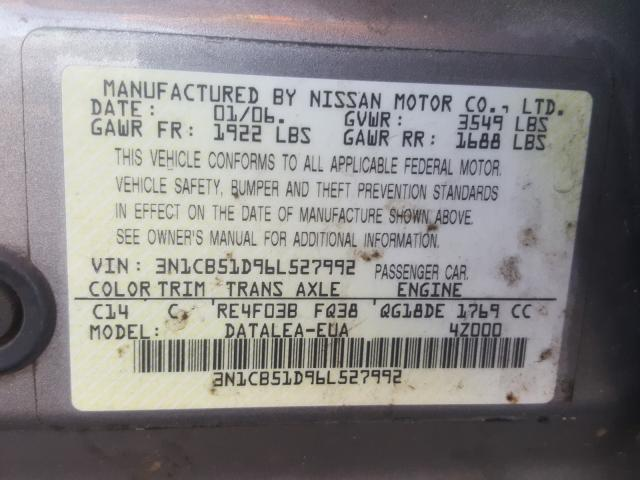 MANUFACTURED BY NISSAN MOTOR CO., LTD.
DATE: 01/06. GVWR: 3549 LBS
GAWR FR: 1922 LBS GAWR RR: 1688 LBS
THIS VEHICLE CONFORMS TO ALL APPLICABLE FEDERAL MOTOR
VEHICLE SAFETY, BUMPER AND THEFT PREVENTION STANDARDS
IN EFFECT ON THE DATE OF MANUFACTURE SHOWN ABOVE.
SEE OWNER'S MANUAL FOR ADDITIONAL INFORMATION.
VIN: 3N1CB51D96L527992 PASSENGER CAR.
COLOR TRIM TRANS AXLE ENGINE
C14 C RE4F03B FQ38 QG18DE 1769 CC
MODEL: DATALEA-EUA 4Z000
3N1CB51D96L527992